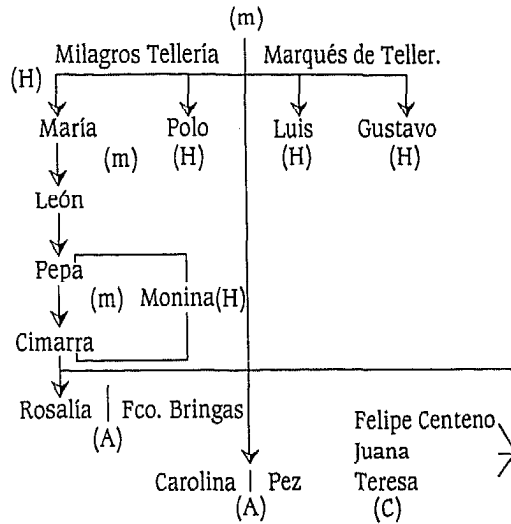 (m)
Milagros Tellería Marqués de Teller.
(H)
María Polo Luis Gustavo
(m) (H) (H) (H)
León
Pepa
(m) Monina(H)
Cimarra
Rosalía Fco. Bringas
(A)
Felipe Centeno
Juana
Carolina Pez Teresa
(A) (C)